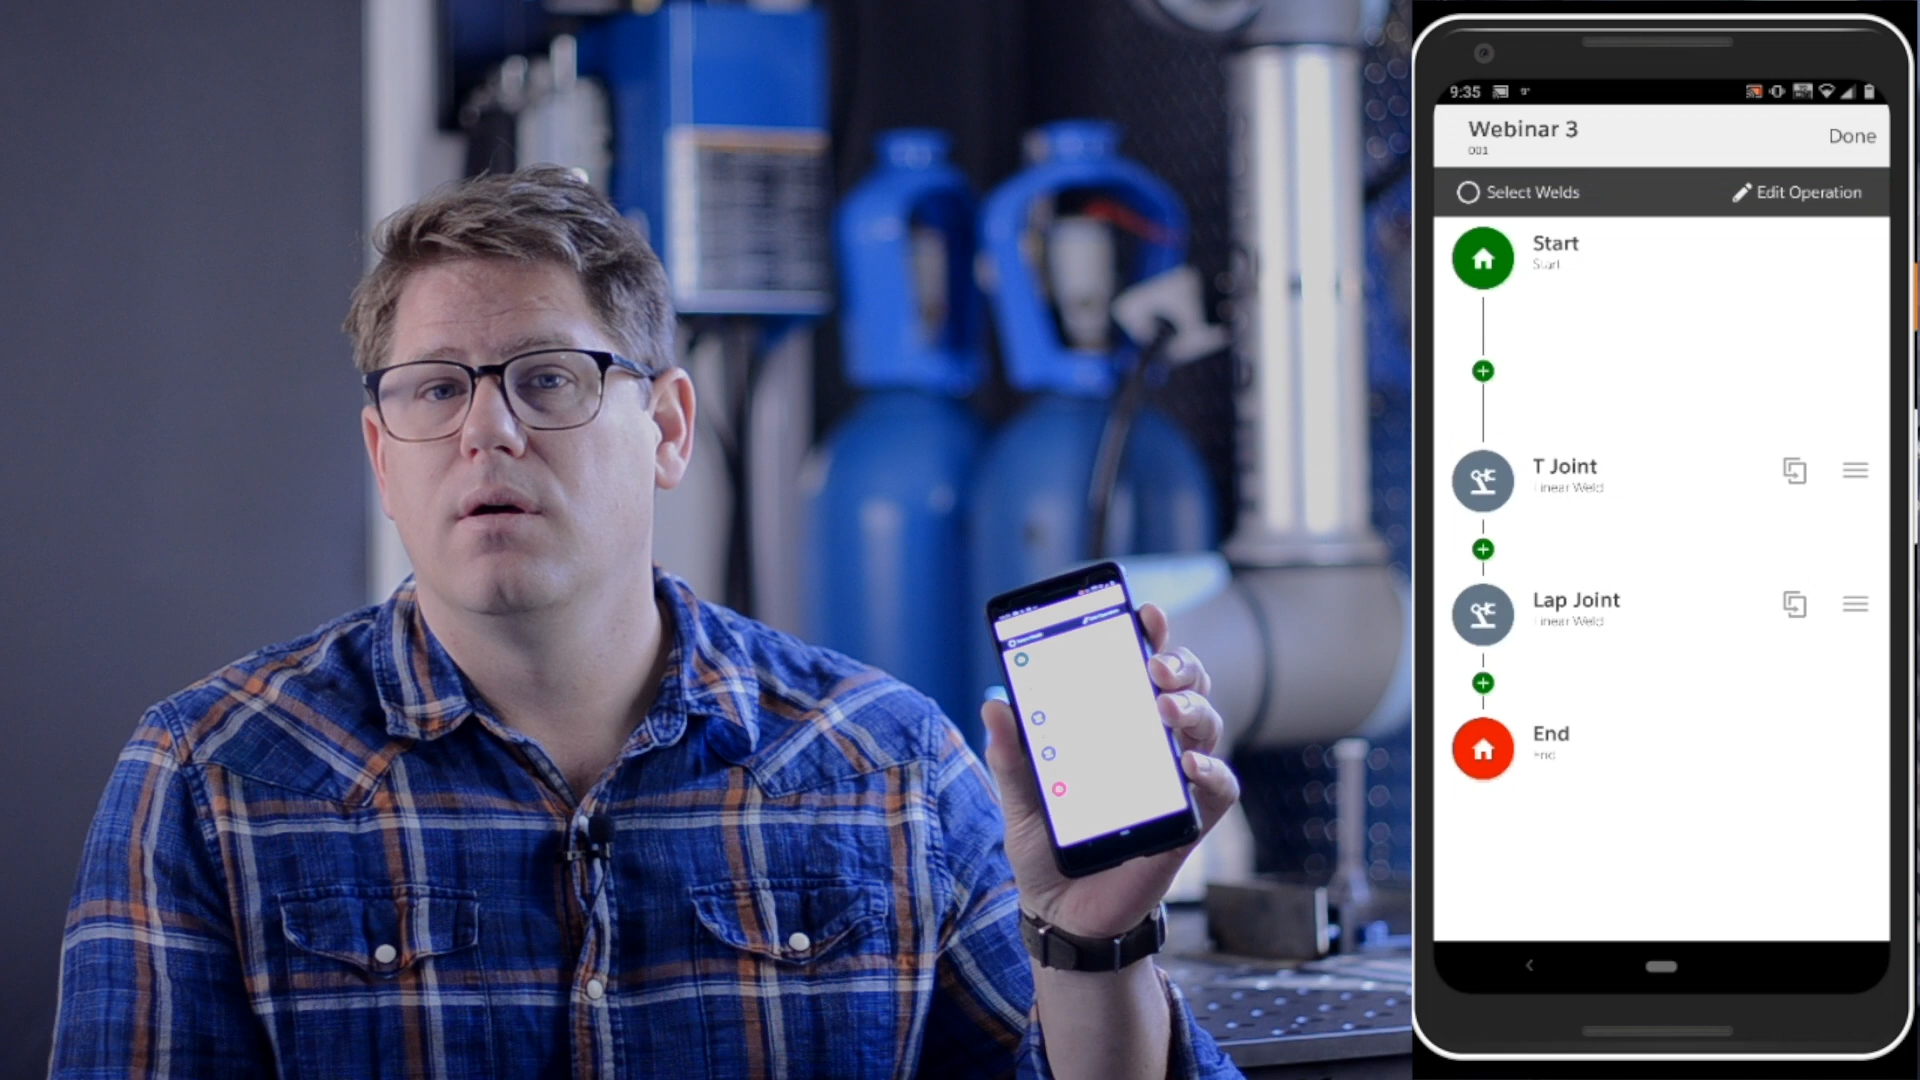 9:35
Webinar 3
Done
001
Select Welds
Edit Operation
Start
Start
T Joint
Linear Weld
Lap Joint
Linear Weld
End
End